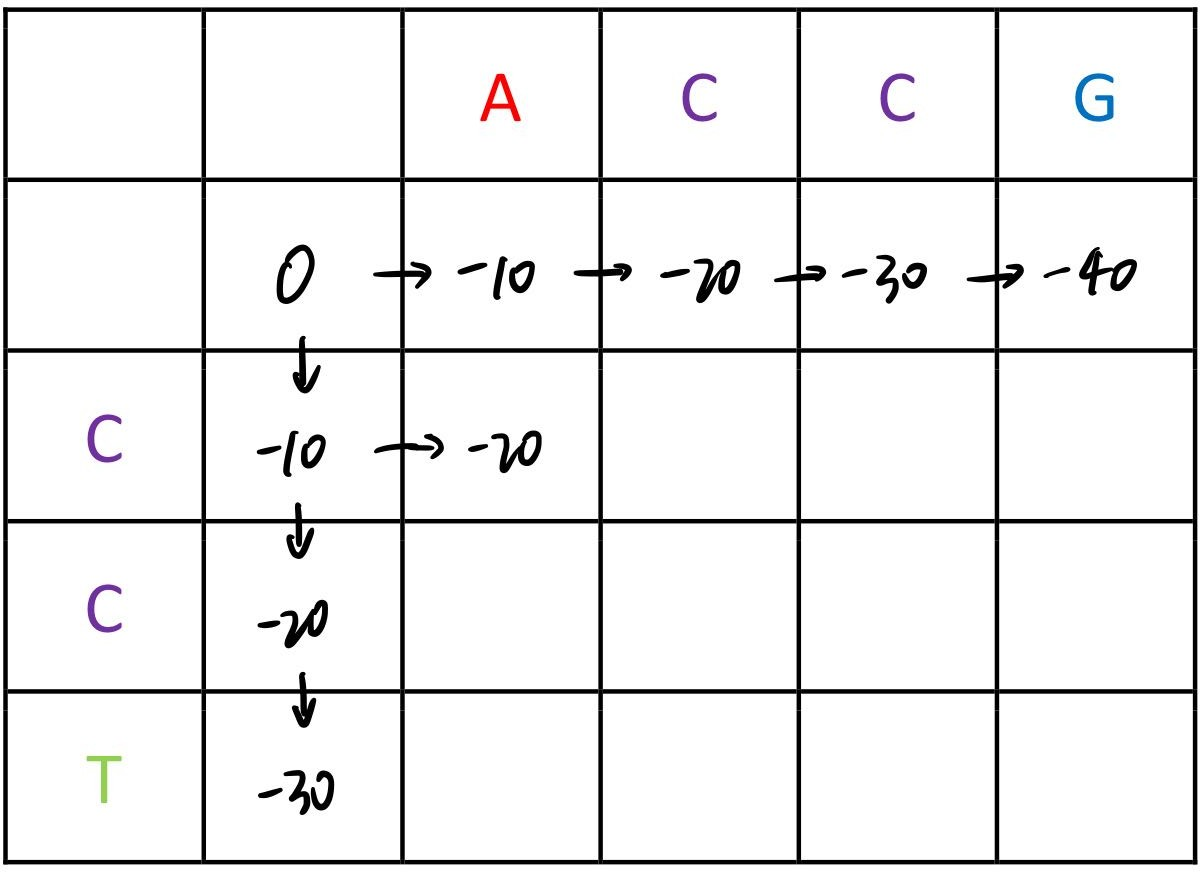 A C C G
0 → -10 → -20 → -30 → -40
↓
C -10 → -20
↓
C -20
↓
T -30